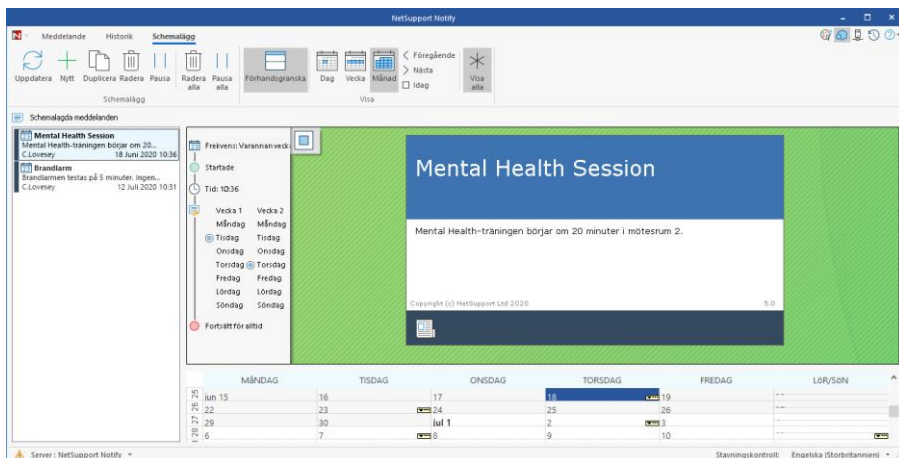 NetSupport Notify
Meddelande Historik Schemalägg
Uppdatera Nytt Duplicera Radera Pausa Radera alla Pausa alla Förhandsgranska Dag Vecka Månad Visa alla
< Föregående
> Nästa
Idag
Schemalägg Visa
Schemalagda meddelanden
Mental Health Session
Mental Health-träningen börjar om 20...
C.Lovesey 18 Juni 2020 10:36
Brandlarm
Brandlarmen testas på 5 minuter. Ingen...
C.Lovesey 12 Juli 2020 10:31
Frekvens: Varannan veck
Startade
Tid: 10:36
Vecka 1 Vecka 2
Måndag Måndag
Tisdag Tisdag
Onsdag Onsdag
Torsdag Torsdag
Fredag Fredag
Lördag Lördag
Söndag Söndag
Fortsätt för alltid
Mental Health Session
Mental Health-träningen börjar om 20 minuter i mötesrum 2.
Copyright (c) NetSupport Ltd 2020 5.0
MÅNDAG TISDAG ONSDAG TORSDAG FREDAG LÖR/SÖN
25 jun 15 16 17 18 19
26 22 23 24 25 26
27 29 30 jul 1 2 3
28 6 7 8 9 10
Server : NetSupport Notify Stavningskontroll: Engelska (Storbritannien)